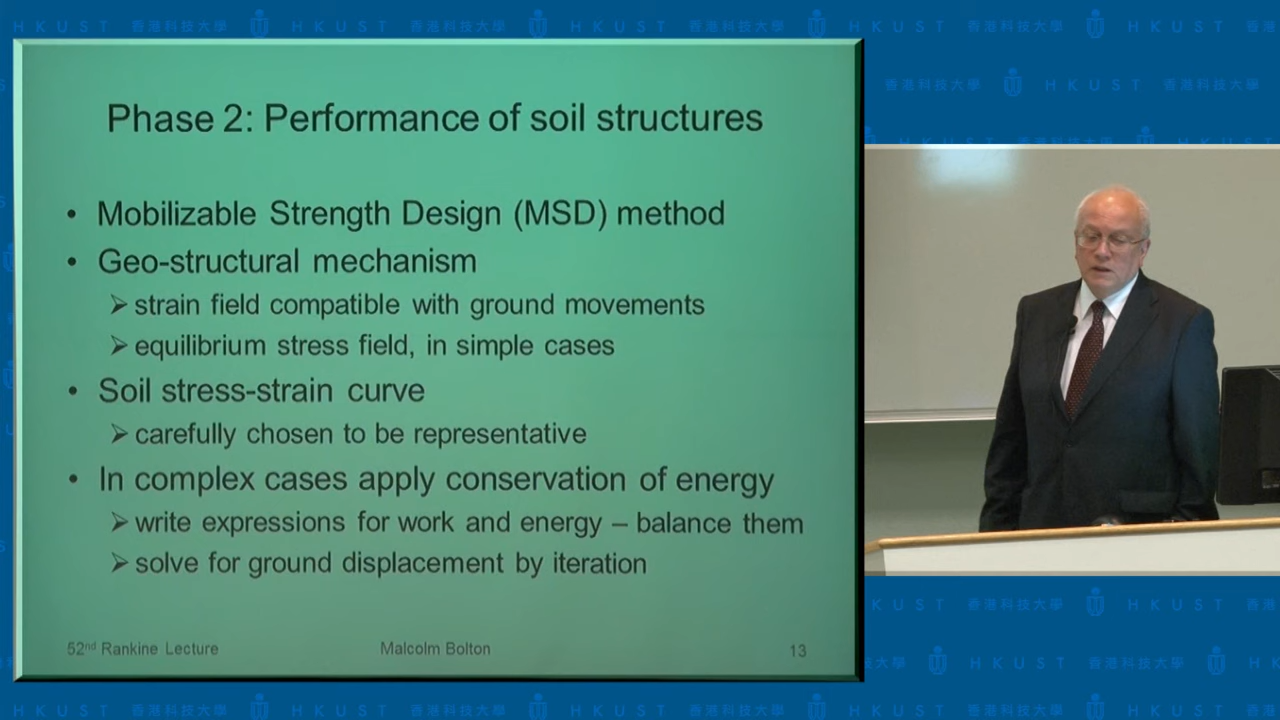 Phase 2: Performance of soil structures
• Mobilizable Strength Design (MSD) method
• Geo-structural mechanism
➢ strain field compatible with ground movements
➢ equilibrium stress field, in simple cases
• Soil stress-strain curve
➢ carefully chosen to be representative
• In complex cases apply conservation of energy
➢ write expressions for work and energy – balance them
➢ solve for ground displacement by iteration
52nd Rankine Lecture Malcolm Bolton 13
HKUST 香港科技大學